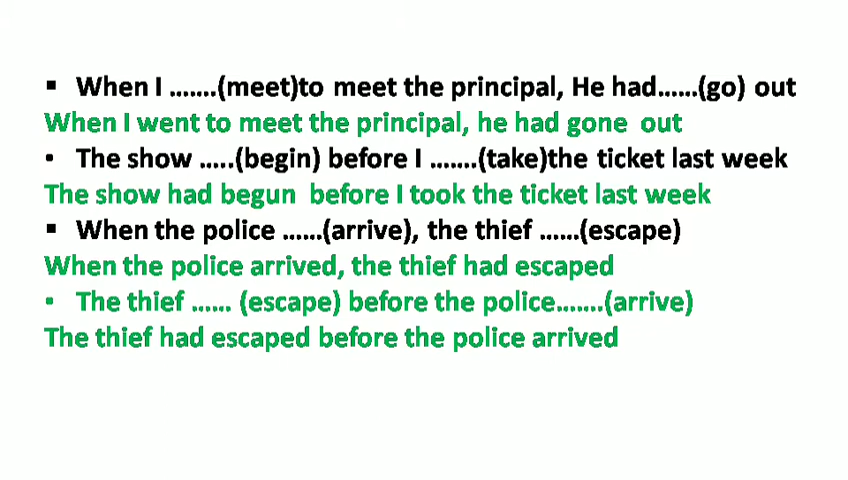 ▪ When I .......(meet)to meet the principal, He had......(go) out
When I went to meet the principal, he had gone out
• The show .....(begin) before I .......(take)the ticket last week
The show had begun before I took the ticket last week
▪ When the police ......(arrive), the thief ......(escape)
When the police arrived, the thief had escaped
• The thief ...... (escape) before the police.......(arrive)
The thief had escaped before the police arrived